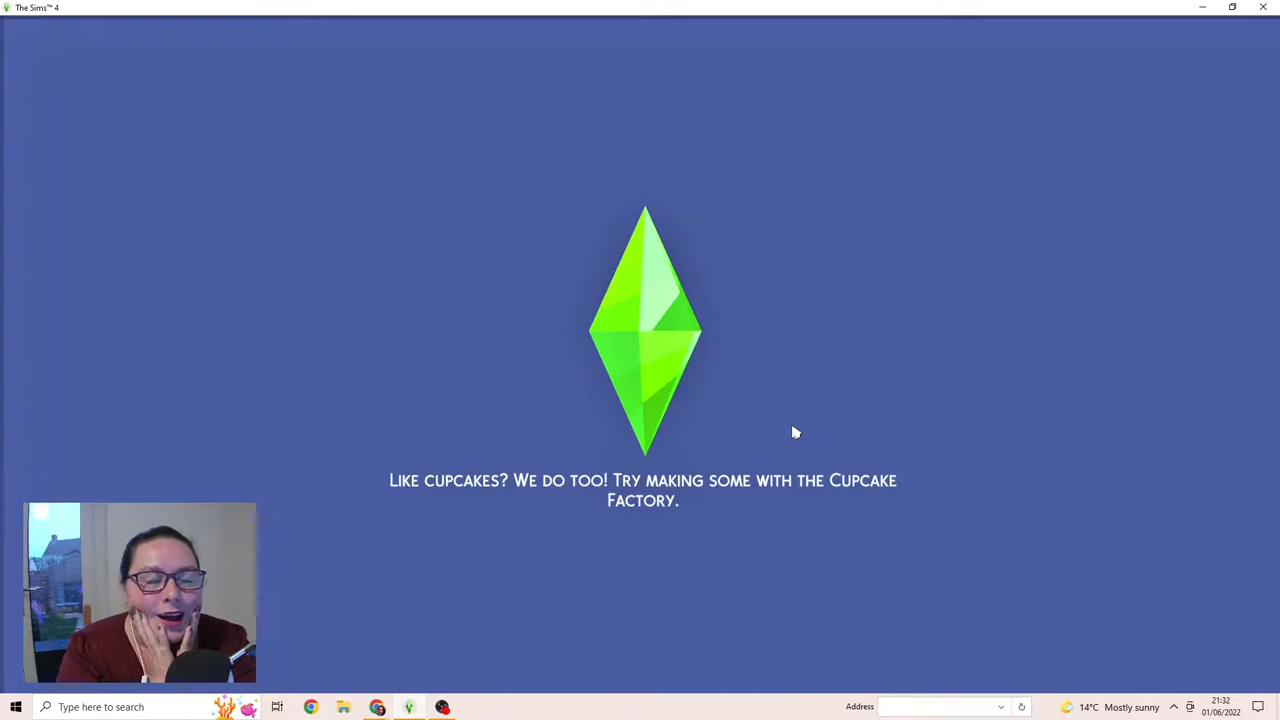 The Sims™ 4
Like cupcakes? We do too! Try making some with the Cupcake
Factory.
Type here to search
Address
14°C Mostly sunny
21:32
01/06/2022